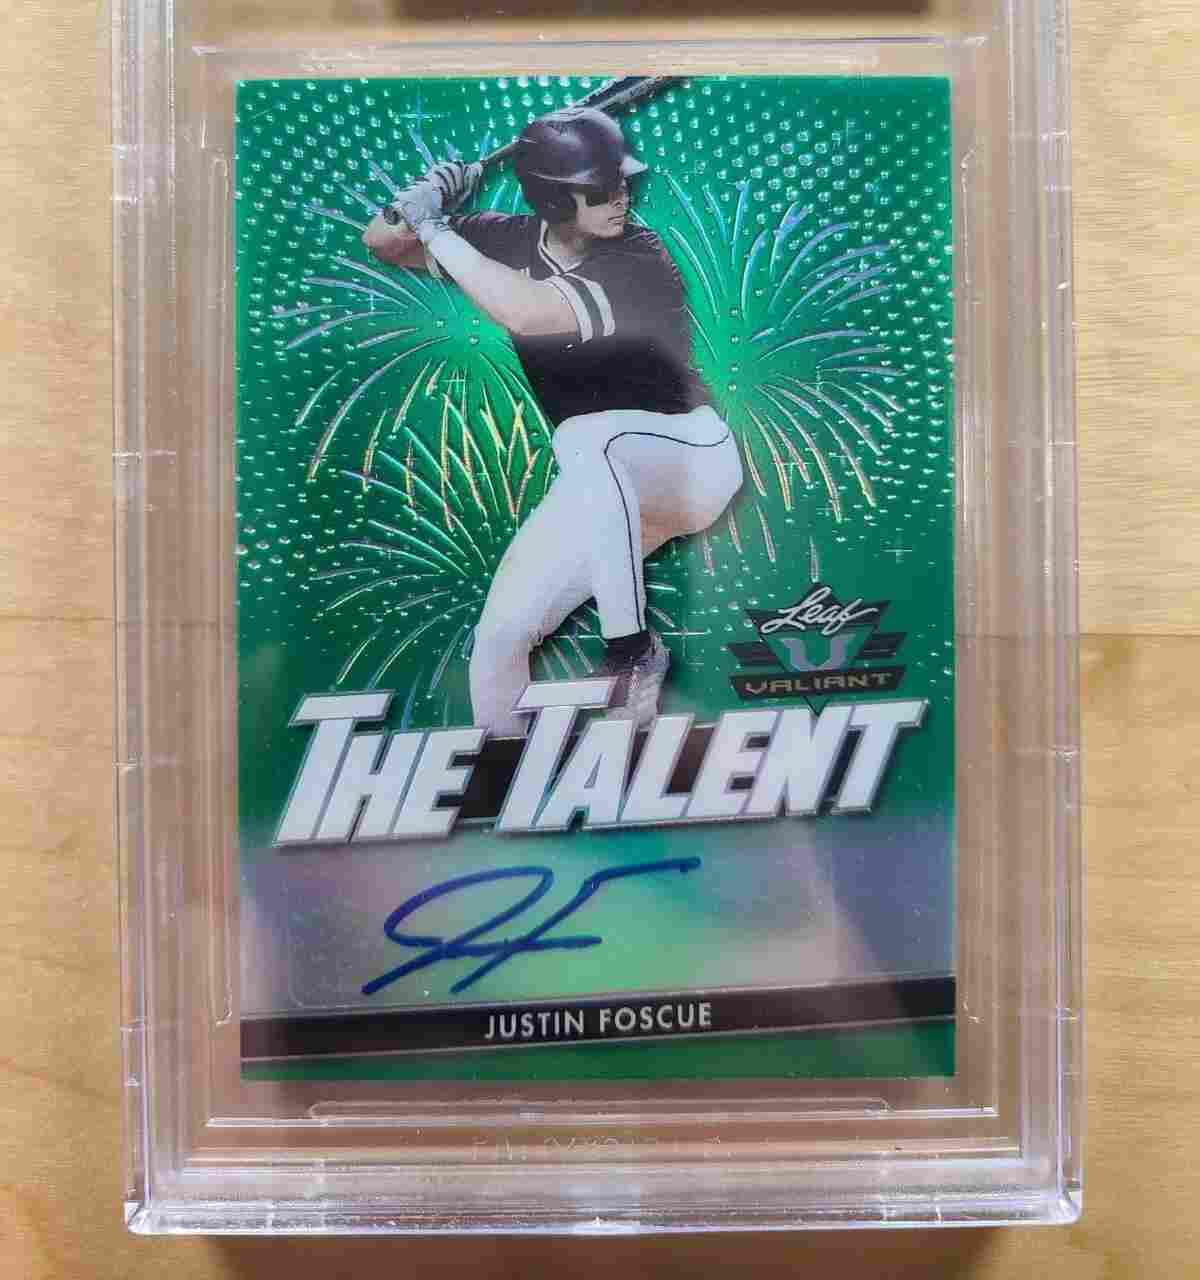 Leaf
V
VALIANT
THE TALENT
JUSTIN FOSCUE